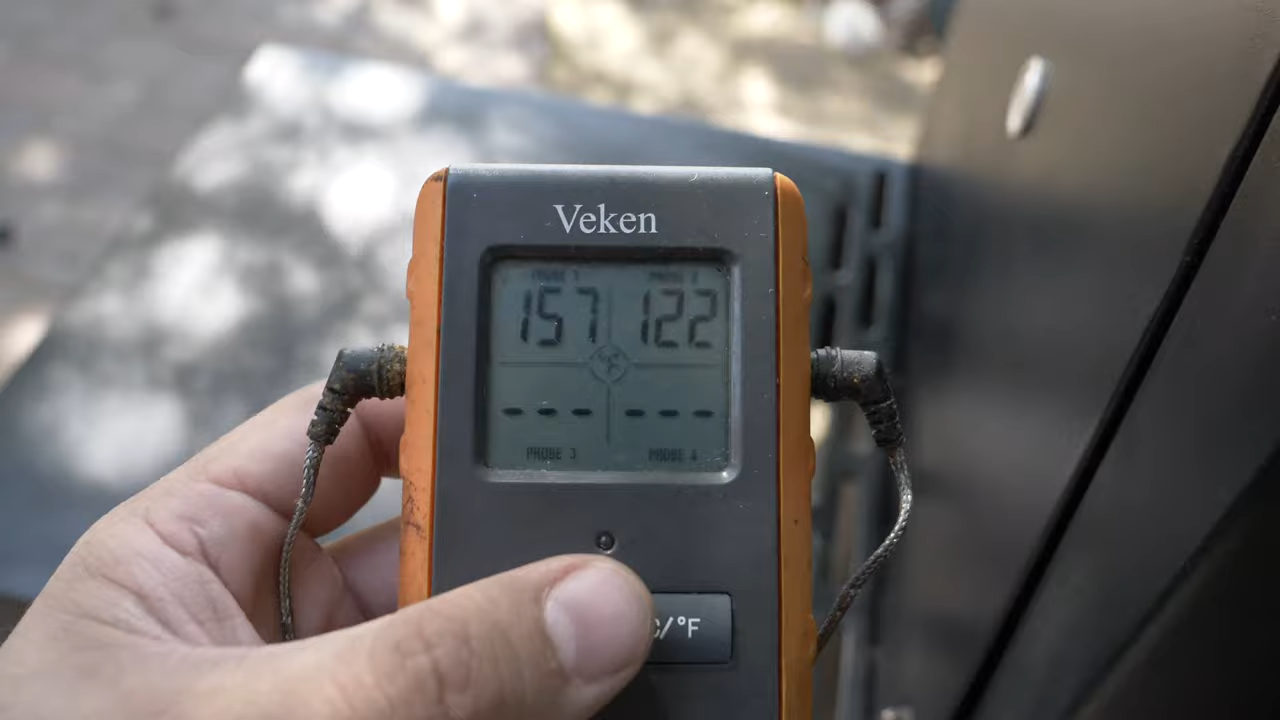 Veken
PROBE 1 PROBE 2
157 122
--- ---
PROBE 3 PROBE 4
C/°F